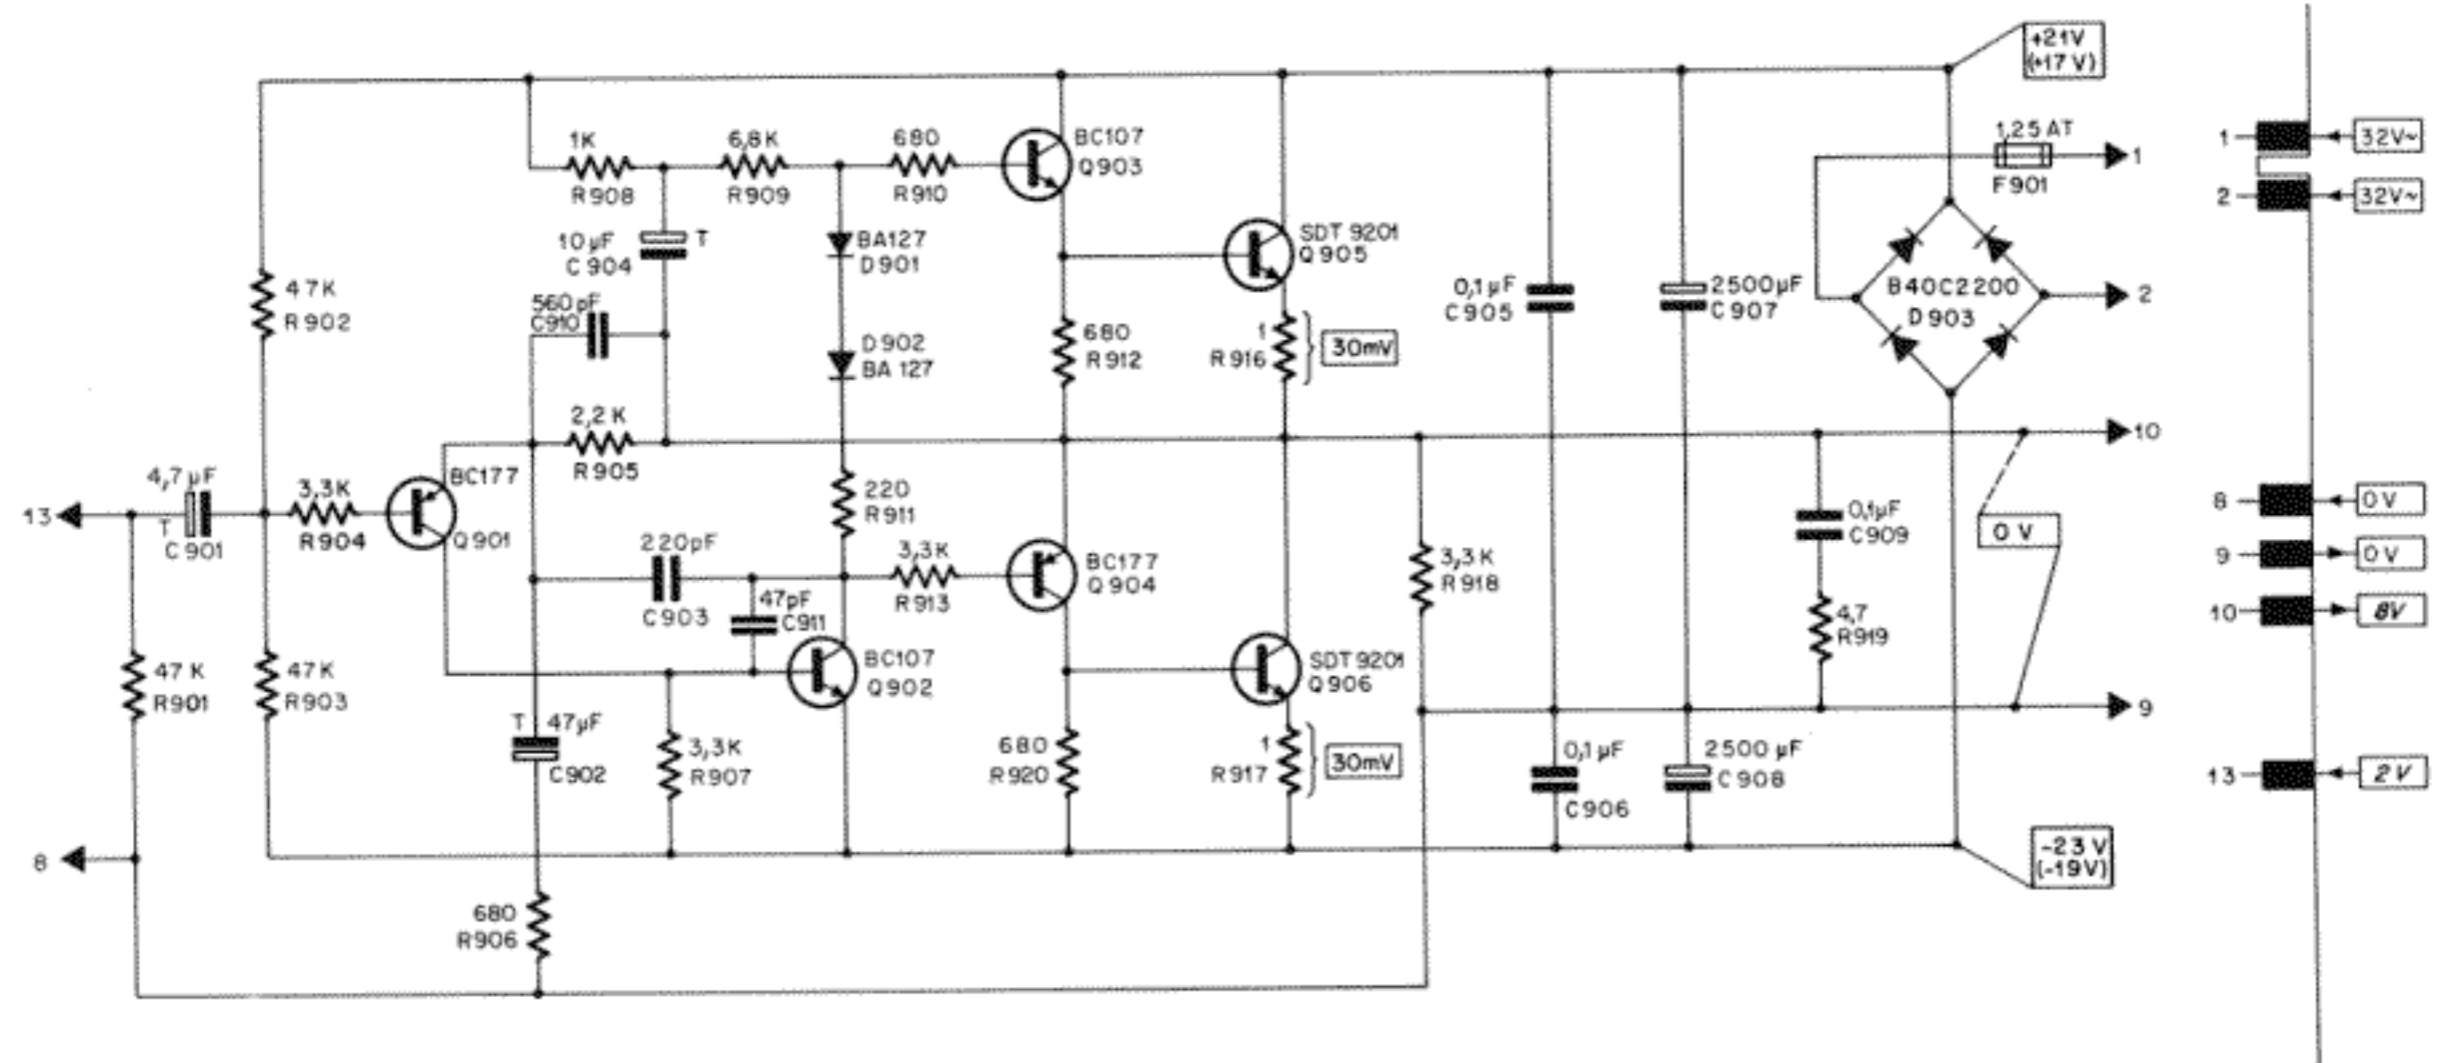 +21V
(+17 V)
1K
R908
6,8K
R909
680
R910
BC107
Q903
1,25 AT
F901
1
1
32V~
2
32V~
10µF
T
C904
BA127
D901
SDT 9201
Q905
47K
R902
560pF
C910
0,1µF
C905
2500µF
C907
B40C2200
D903
2
D902
BA 127
680
R912
1
R916
30mV
2,2K
R905
10
4,7µF
T
C901
13
3,3K
R904
BC177
Q901
220
R911
220pF
C903
3,3K
R913
BC177
Q904
3,3K
R918
0,1µF
C909
0 V
8
0V
9
0V
10
8V
47pF
C911
4,7
R919
47K
R901
47K
R903
BC107
Q902
SDT 9201
Q906
9
T
47µF
C902
3,3K
R907
680
R920
1
R917
30mV
0,1µF
C906
2500µF
C908
13
2V
8
-23 V
(-19V)
680
R906